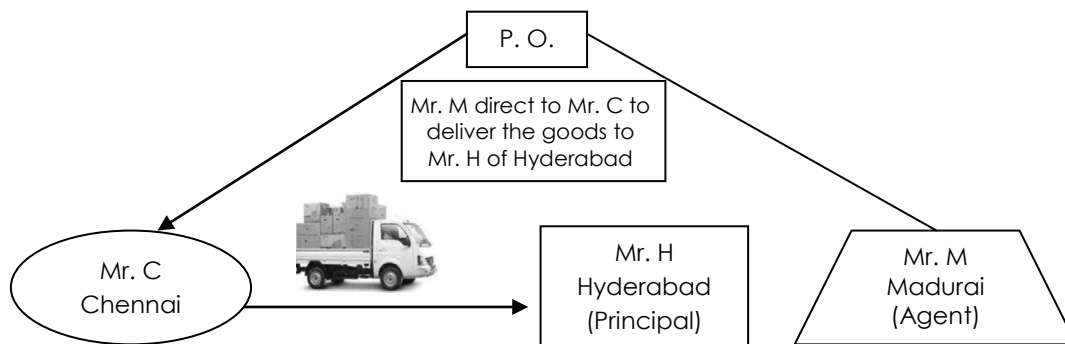 P. O.
Mr. M direct to Mr. C to
deliver the goods to
Mr. H of Hyderabad
Mr. C
Chennai
Mr. H
Hyderabad
(Principal)
Mr. M
Madurai
(Agent)